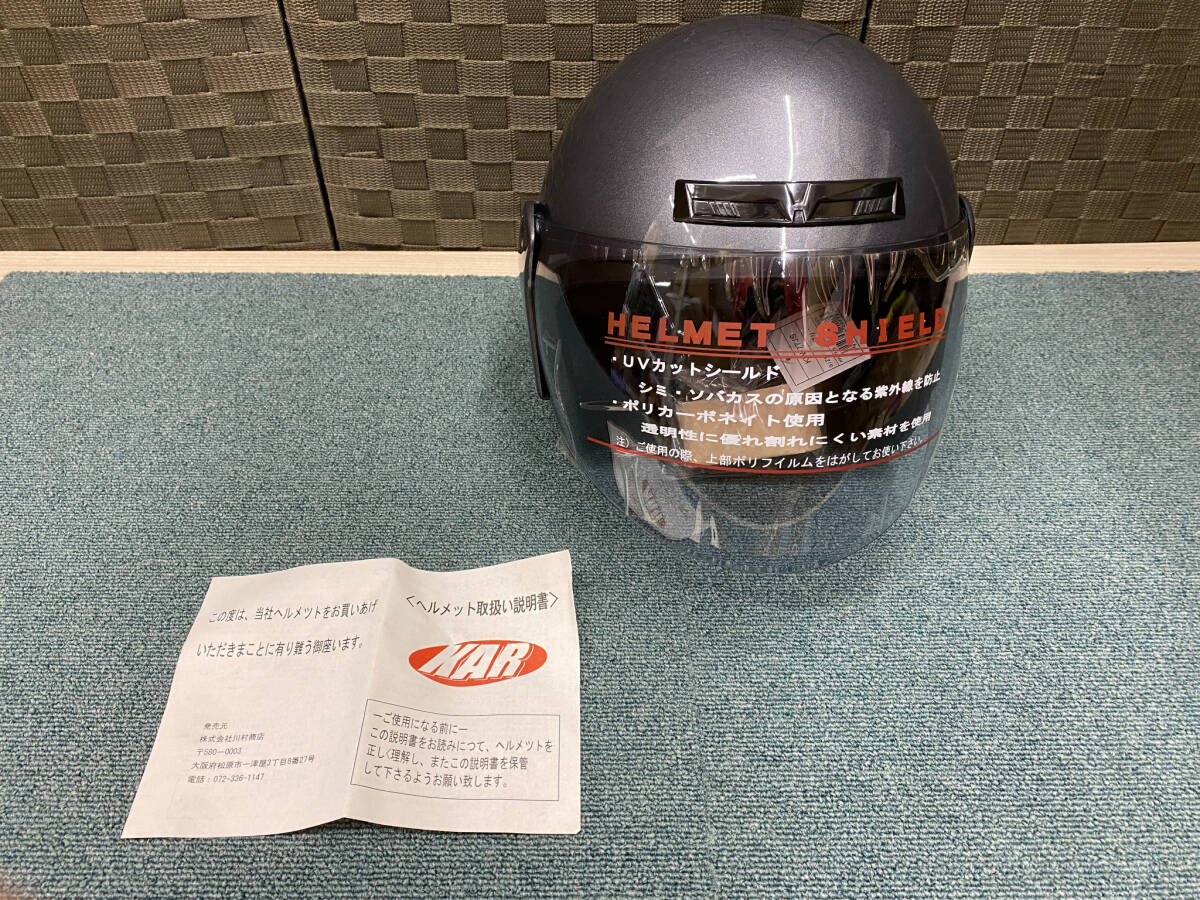 HELMET SHIELD
・UVカットシールド
シミ・ソバカスの原因となる紫外線を防止
・ポリカーボネイト使用
透明性に優れ割れにくい素材を使用
注）ご使用の際、上部ポリフイルムをはがしてお使い下さい。
この度は、当社ヘルメツトをお買いあげ
いただきまことに有り難う御座います。
発売元
株式会社川村商店
〒580―0003
大阪府松原市一津屋3丁目8番27号
電話：072-336-1147
〈ヘルメット取扱い説明書〉
KAR
―ご使用になる前に―
この説明書をお読みにつて、ヘルメツトを
正しく理解し、またこの説明書を保管
して下さるようお願い致します。